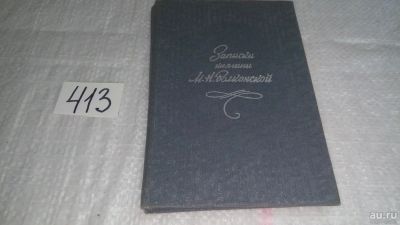 413
Записки
княгини
М.Н. Волконской
au.ru